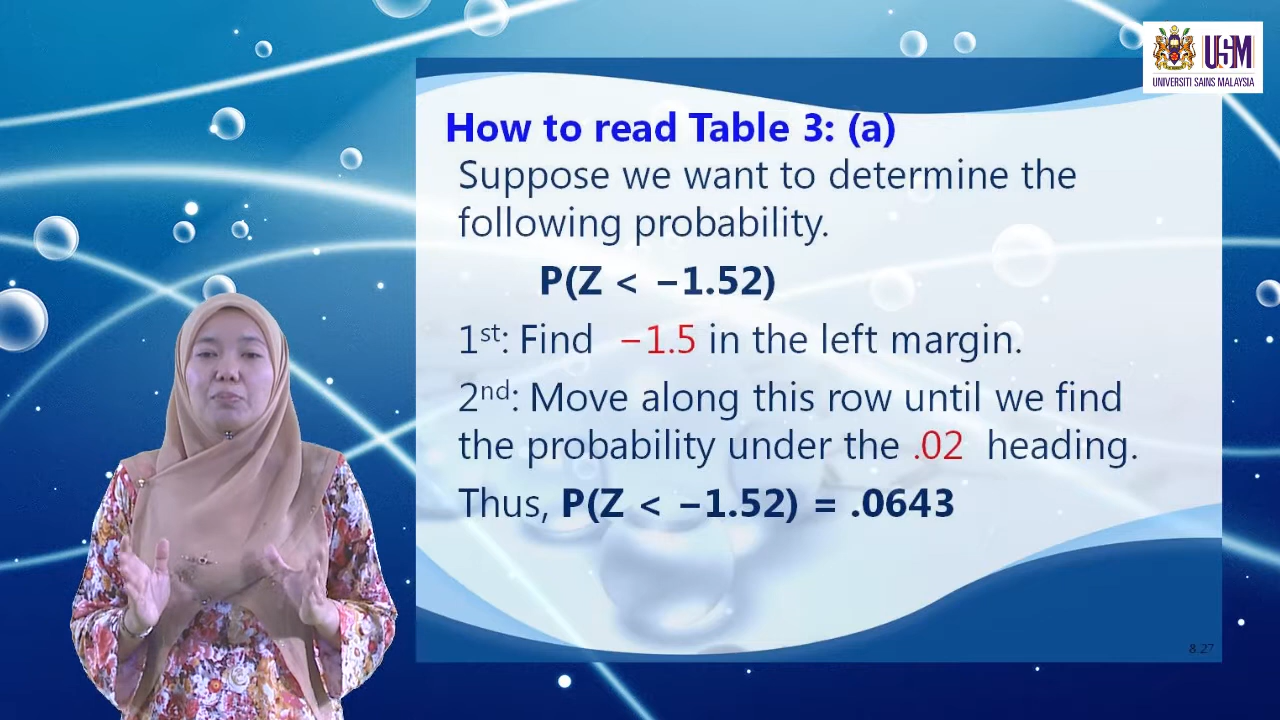 USM
UNIVERSITI SAINS MALAYSIA
How to read Table 3: (a)
Suppose we want to determine the
following probability.
P(Z < −1.52)
1st: Find −1.5 in the left margin.
2nd: Move along this row until we find
the probability under the .02 heading.
Thus, P(Z < −1.52) = .0643
8.27